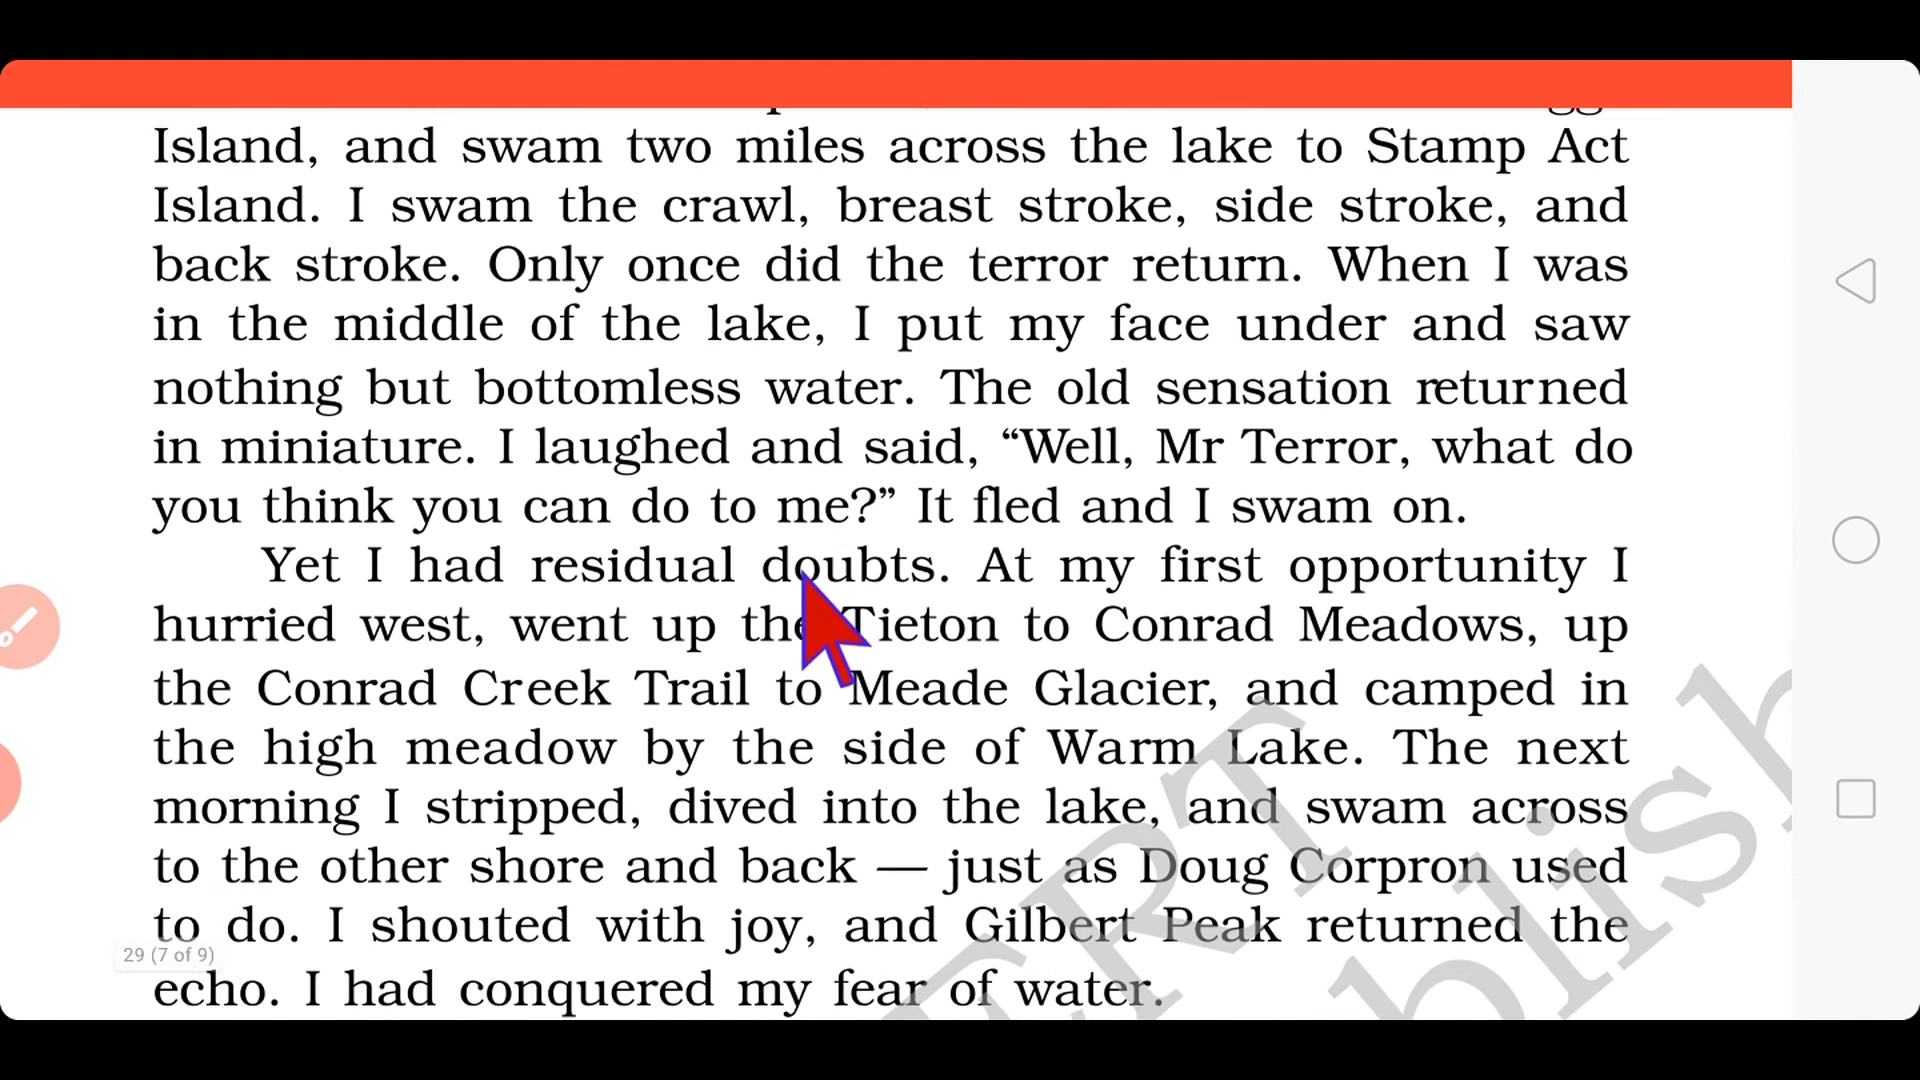 Island, and swam two miles across the lake to Stamp Act
Island. I swam the crawl, breast stroke, side stroke, and
back stroke. Only once did the terror return. When I was
in the middle of the lake, I put my face under and saw
nothing but bottomless water. The old sensation returned
in miniature. I laughed and said, “Well, Mr Terror, what do
you think you can do to me?” It fled and I swam on.
Yet I had residual doubts. At my first opportunity I
hurried west, went up the Tieton to Conrad Meadows, up
the Conrad Creek Trail to Meade Glacier, and camped in
the high meadow by the side of Warm Lake. The next
morning I stripped, dived into the lake, and swam across
to the other shore and back — just as Doug Corpron used
to do. I shouted with joy, and Gilbert Peak returned the
29 (7 of 9)
echo. I had conquered my fear of water.